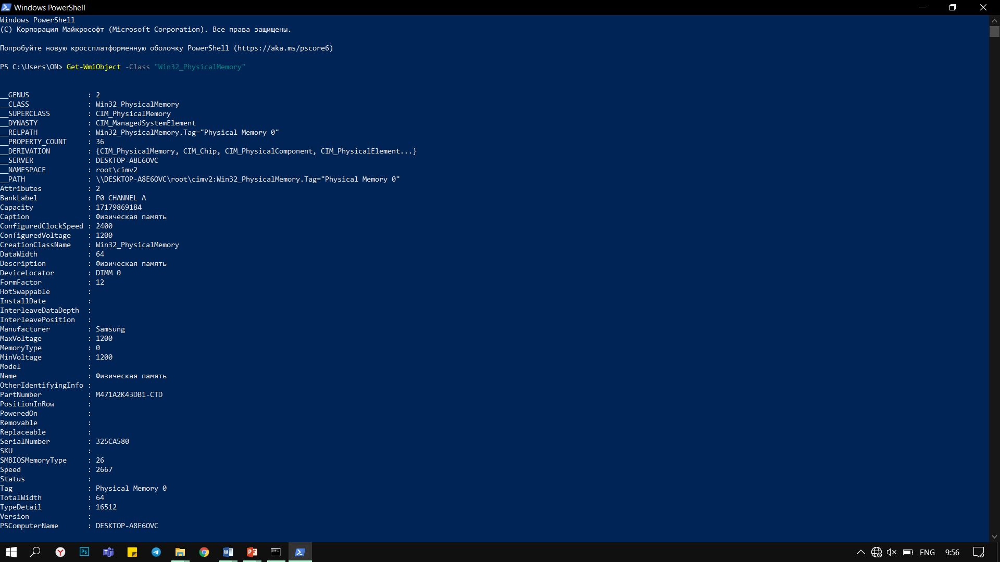 Windows PowerShell
Windows PowerShell
(C) Корпорация Майкрософт (Microsoft Corporation). Все права защищены.
Попробуйте новую кроссплатформенную оболочку PowerShell (https://aka.ms/pscore6)
PS C:\Users\ON> Get-WmiObject -Class "Win32_PhysicalMemory"
__GENUS : 2
__CLASS : Win32_PhysicalMemory
__SUPERCLASS : CIM_PhysicalMemory
__DYNASTY : CIM_ManagedSystemElement
__RELPATH : Win32_PhysicalMemory.Tag="Physical Memory 0"
__PROPERTY_COUNT : 36
__DERIVATION : {CIM_PhysicalMemory, CIM_Chip, CIM_PhysicalComponent, CIM_PhysicalElement...}
__SERVER : DESKTOP-A8E6OVC
__NAMESPACE : root\cimv2
__PATH : \\DESKTOP-A8E6OVC\root\cimv2:Win32_PhysicalMemory.Tag="Physical Memory 0"
Attributes : 2
BankLabel : P0 CHANNEL A
Capacity : 17179869184
Caption : Физическая память
ConfiguredClockSpeed : 2400
ConfiguredVoltage : 1200
CreationClassName : Win32_PhysicalMemory
DataWidth : 64
Description : Физическая память
DeviceLocator : DIMM 0
FormFactor : 12
HotSwappable :
InstallDate :
InterleaveDataDepth :
InterleavePosition :
Manufacturer : Samsung
MaxVoltage : 1200
MemoryType : 0
MinVoltage : 1200
Model :
Name : Физическая память
OtherIdentifyingInfo :
PartNumber : M471A2K43DB1-CTD
PositionInRow :
PoweredOn :
Removable :
Replaceable :
SerialNumber : 325CA580
SKU :
SMBIOSMemoryType : 26
Speed : 2667
Status :
Tag : Physical Memory 0
TotalWidth : 64
TypeDetail : 16512
Version :
PSComputerName : DESKTOP-A8E6OVC
ENG 9:56